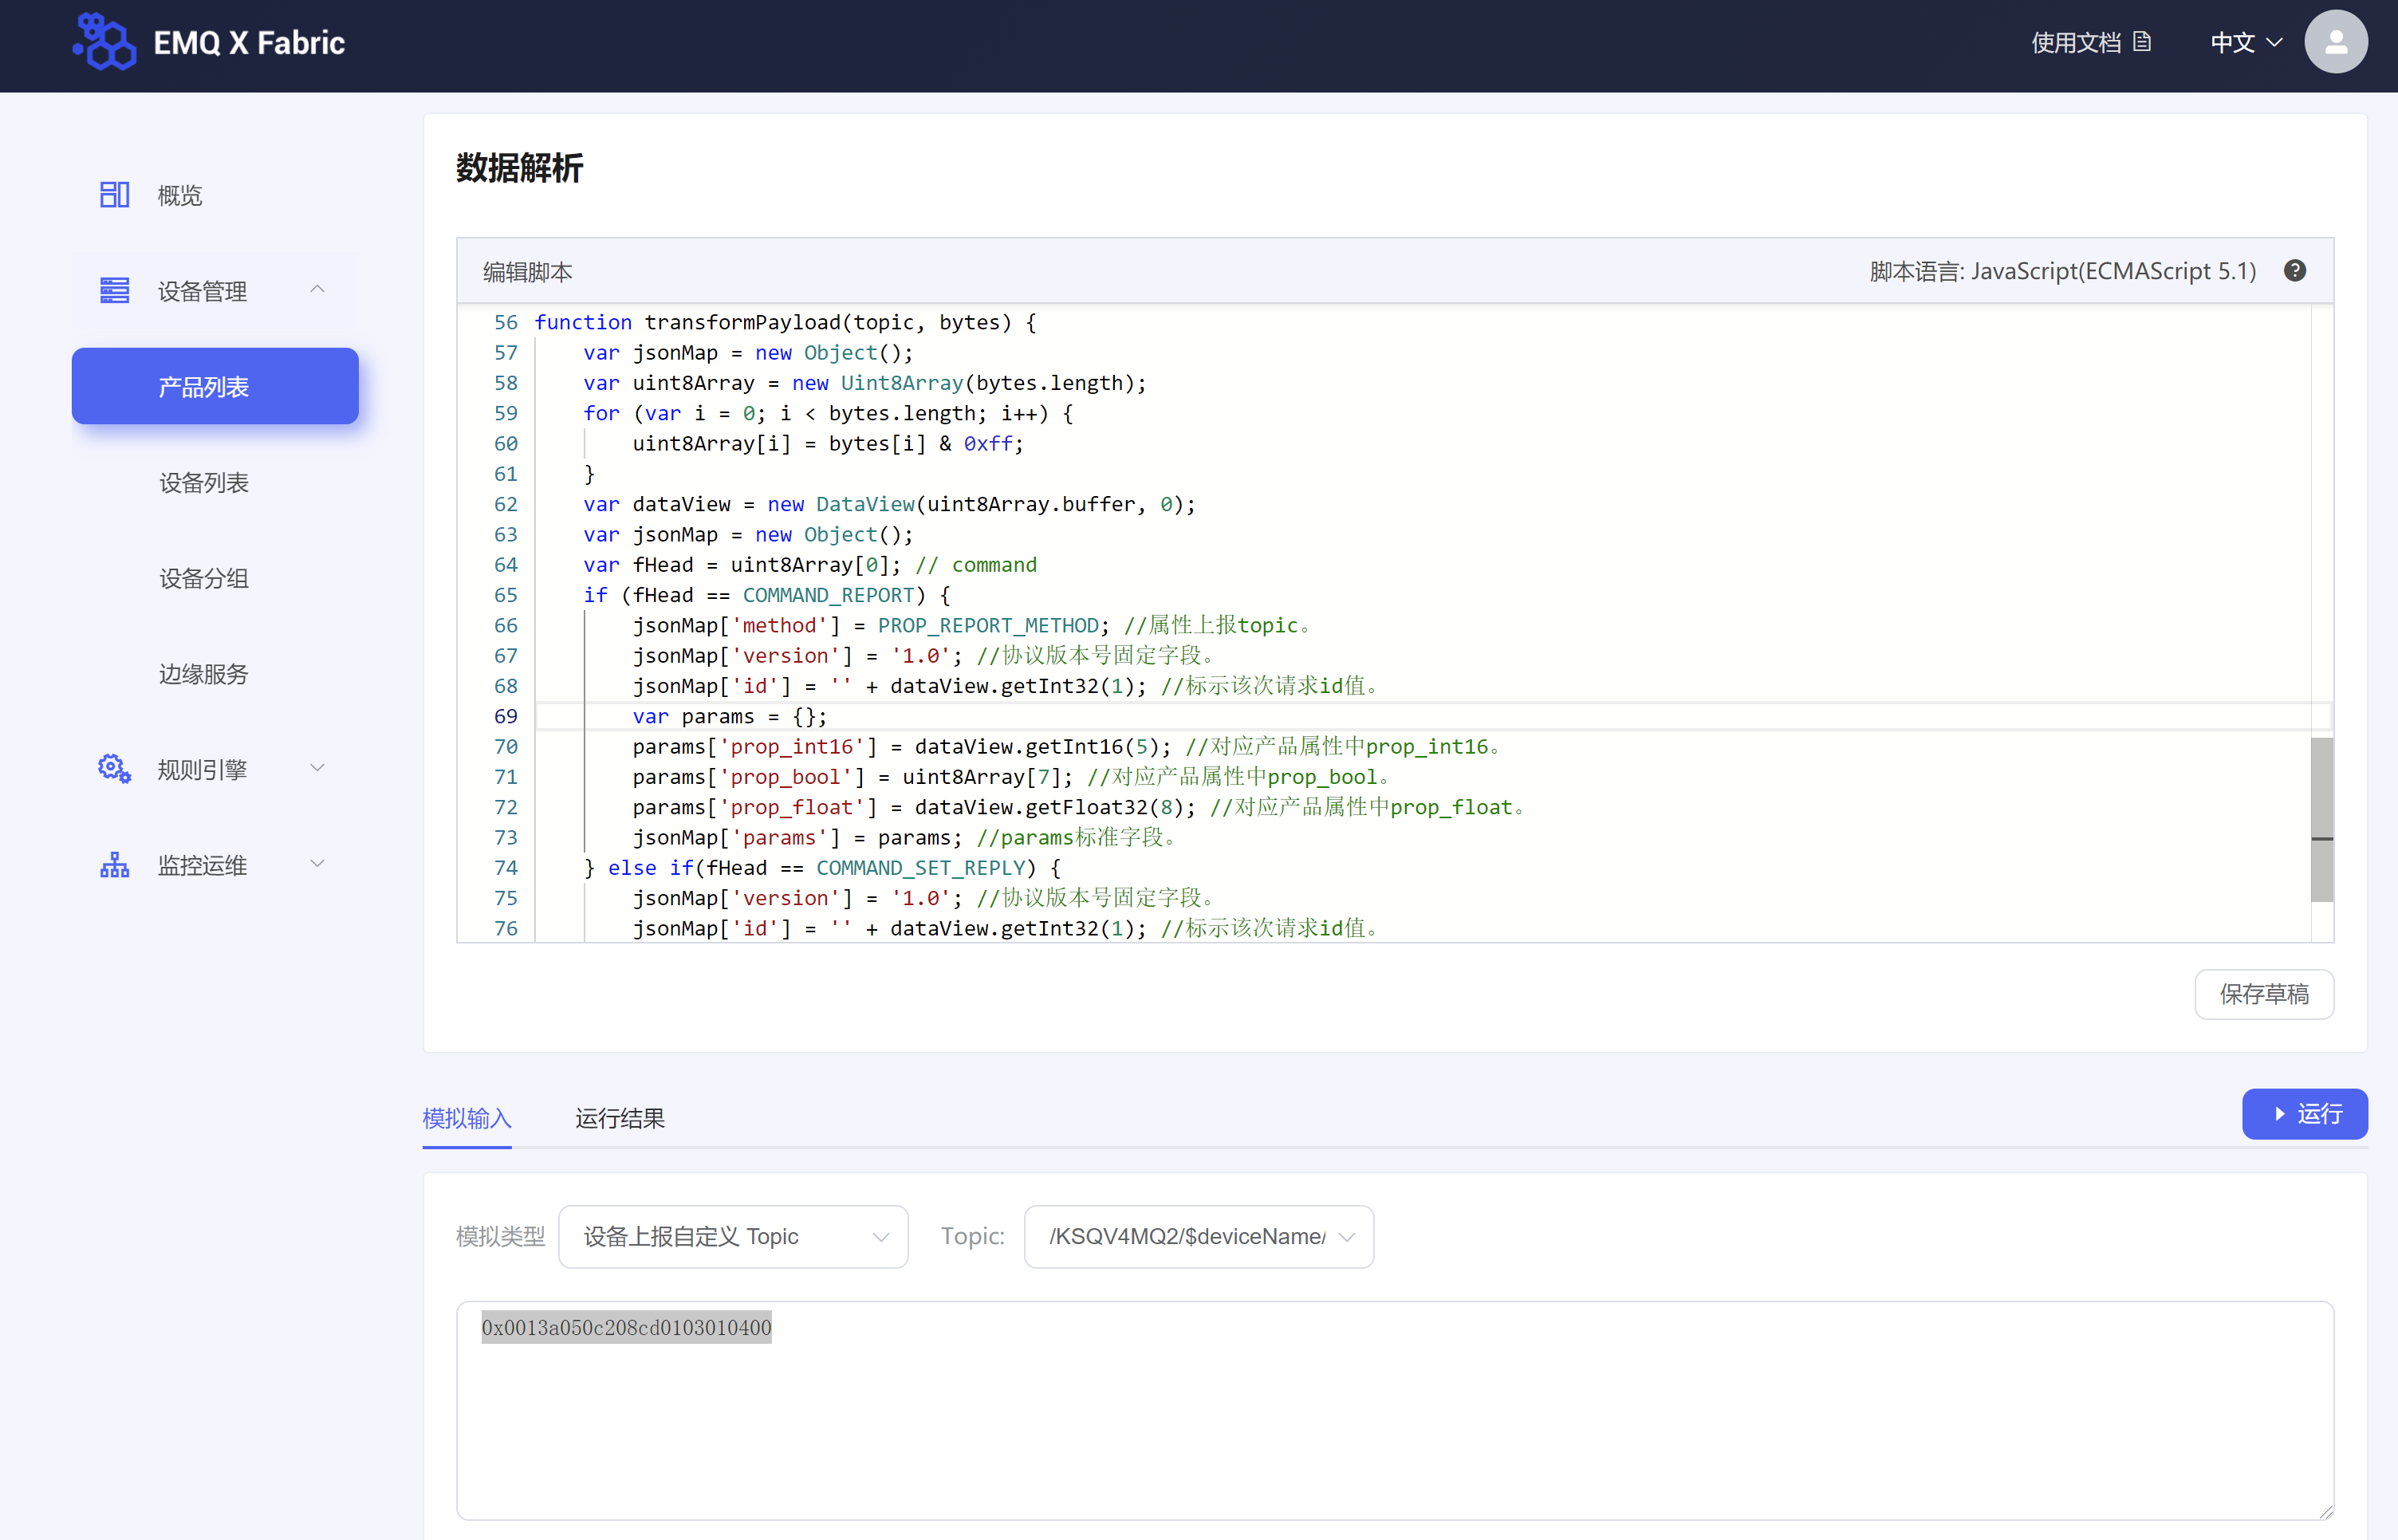 EMQ X Fabric
使用文档
中文
概览
设备管理
产品列表
设备列表
设备分组
边缘服务
规则引擎
监控运维
数据解析
编辑脚本
脚本语言: JavaScript(ECMAScript 5.1)
56 function transformPayload(topic, bytes) {
57 var jsonMap = new Object();
58 var uint8Array = new Uint8Array(bytes.length);
59 for (var i = 0; i < bytes.length; i++) {
60 uint8Array[i] = bytes[i] & 0xff;
61 }
62 var dataView = new DataView(uint8Array.buffer, 0);
63 var jsonMap = new Object();
64 var fHead = uint8Array[0]; // command
65 if (fHead == COMMAND_REPORT) {
66 jsonMap['method'] = PROP_REPORT_METHOD; //属性上报topic。
67 jsonMap['version'] = '1.0'; //协议版本号固定字段。
68 jsonMap['id'] = '' + dataView.getInt32(1); //标示该次请求id值。
69 var params = {};
70 params['prop_int16'] = dataView.getInt16(5); //对应产品属性中prop_int16。
71 params['prop_bool'] = uint8Array[7]; //对应产品属性中prop_bool。
72 params['prop_float'] = dataView.getFloat32(8); //对应产品属性中prop_float。
73 jsonMap['params'] = params; //params标准字段。
74 } else if(fHead == COMMAND_SET_REPLY) {
75 jsonMap['version'] = '1.0'; //协议版本号固定字段。
76 jsonMap['id'] = '' + dataView.getInt32(1); //标示该次请求id值。
保存草稿
模拟输入
运行结果
运行
模拟类型
设备上报自定义 Topic
Topic:
/KSQV4MQ2/$deviceName/
0x0013a050c208cd0103010400